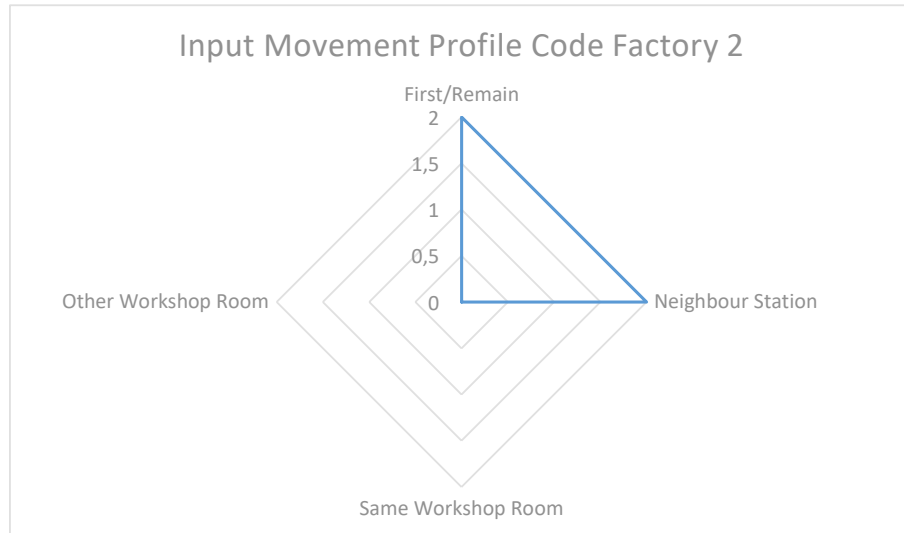 Input Movement Profile Code Factory 2
First/Remain
2
1,5
1
0,5
0
Other Workshop Room
Neighbour Station
Same Workshop Room